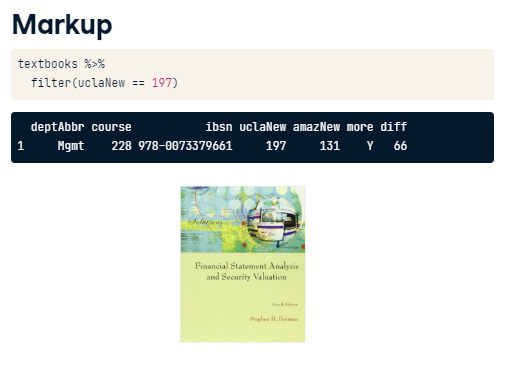 Markup
textbooks %>%
filter(uclaNew == 197)
deptAbbr course ibsn uclaNew amazNew more diff
1 Mgmt 228 978-0073379661 197 131 Y 66
Solutions
Financial Statement Analysis
and Security Valuation
Fourth Edition
Stephen H. Penman